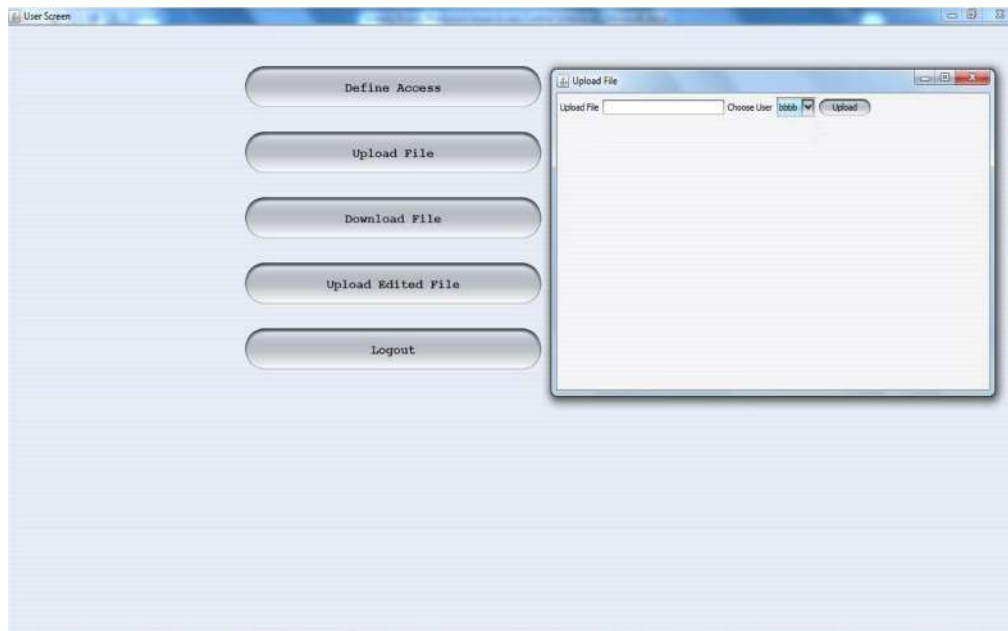 User Screen
Define Access
Upload File
Download File
Upload Edited File
Logout
Upload File
Upload File Choose User bbbb Upload